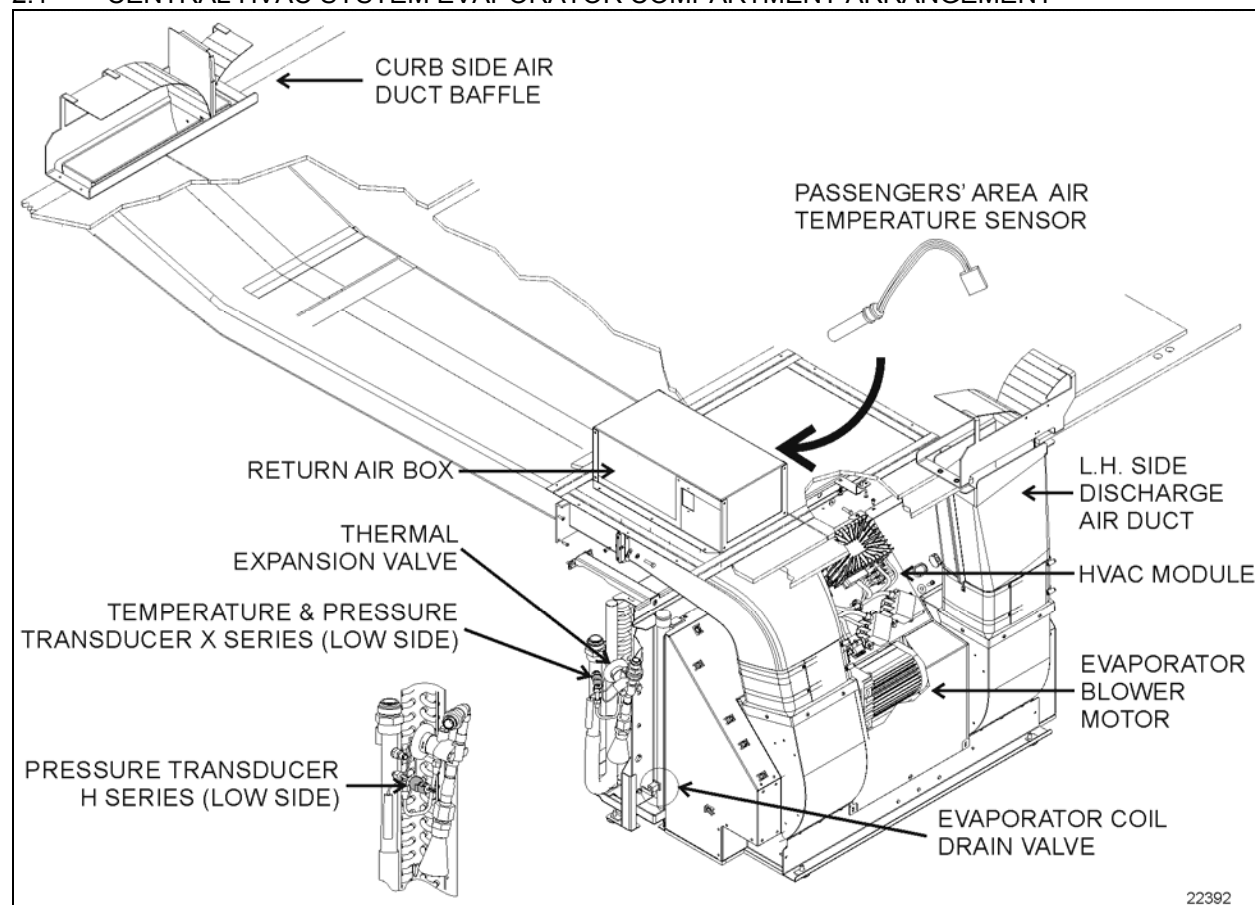 2.4 CENTRAL HVAC SYSTEM EVAPORATOR COMPARTMENT ARRANGEMENT
CURB SIDE AIR
DUCT BAFFLE
PASSENGERS' AREA AIR
TEMPERATURE SENSOR
RETURN AIR BOX
L.H. SIDE
DISCHARGE
AIR DUCT
THERMAL
EXPANSION VALVE
HVAC MODULE
TEMPERATURE & PRESSURE
TRANSDUCER X SERIES (LOW SIDE)
EVAPORATOR
BLOWER
MOTOR
PRESSURE TRANSDUCER
H SERIES (LOW SIDE)
EVAPORATOR COIL
DRAIN VALVE
22392